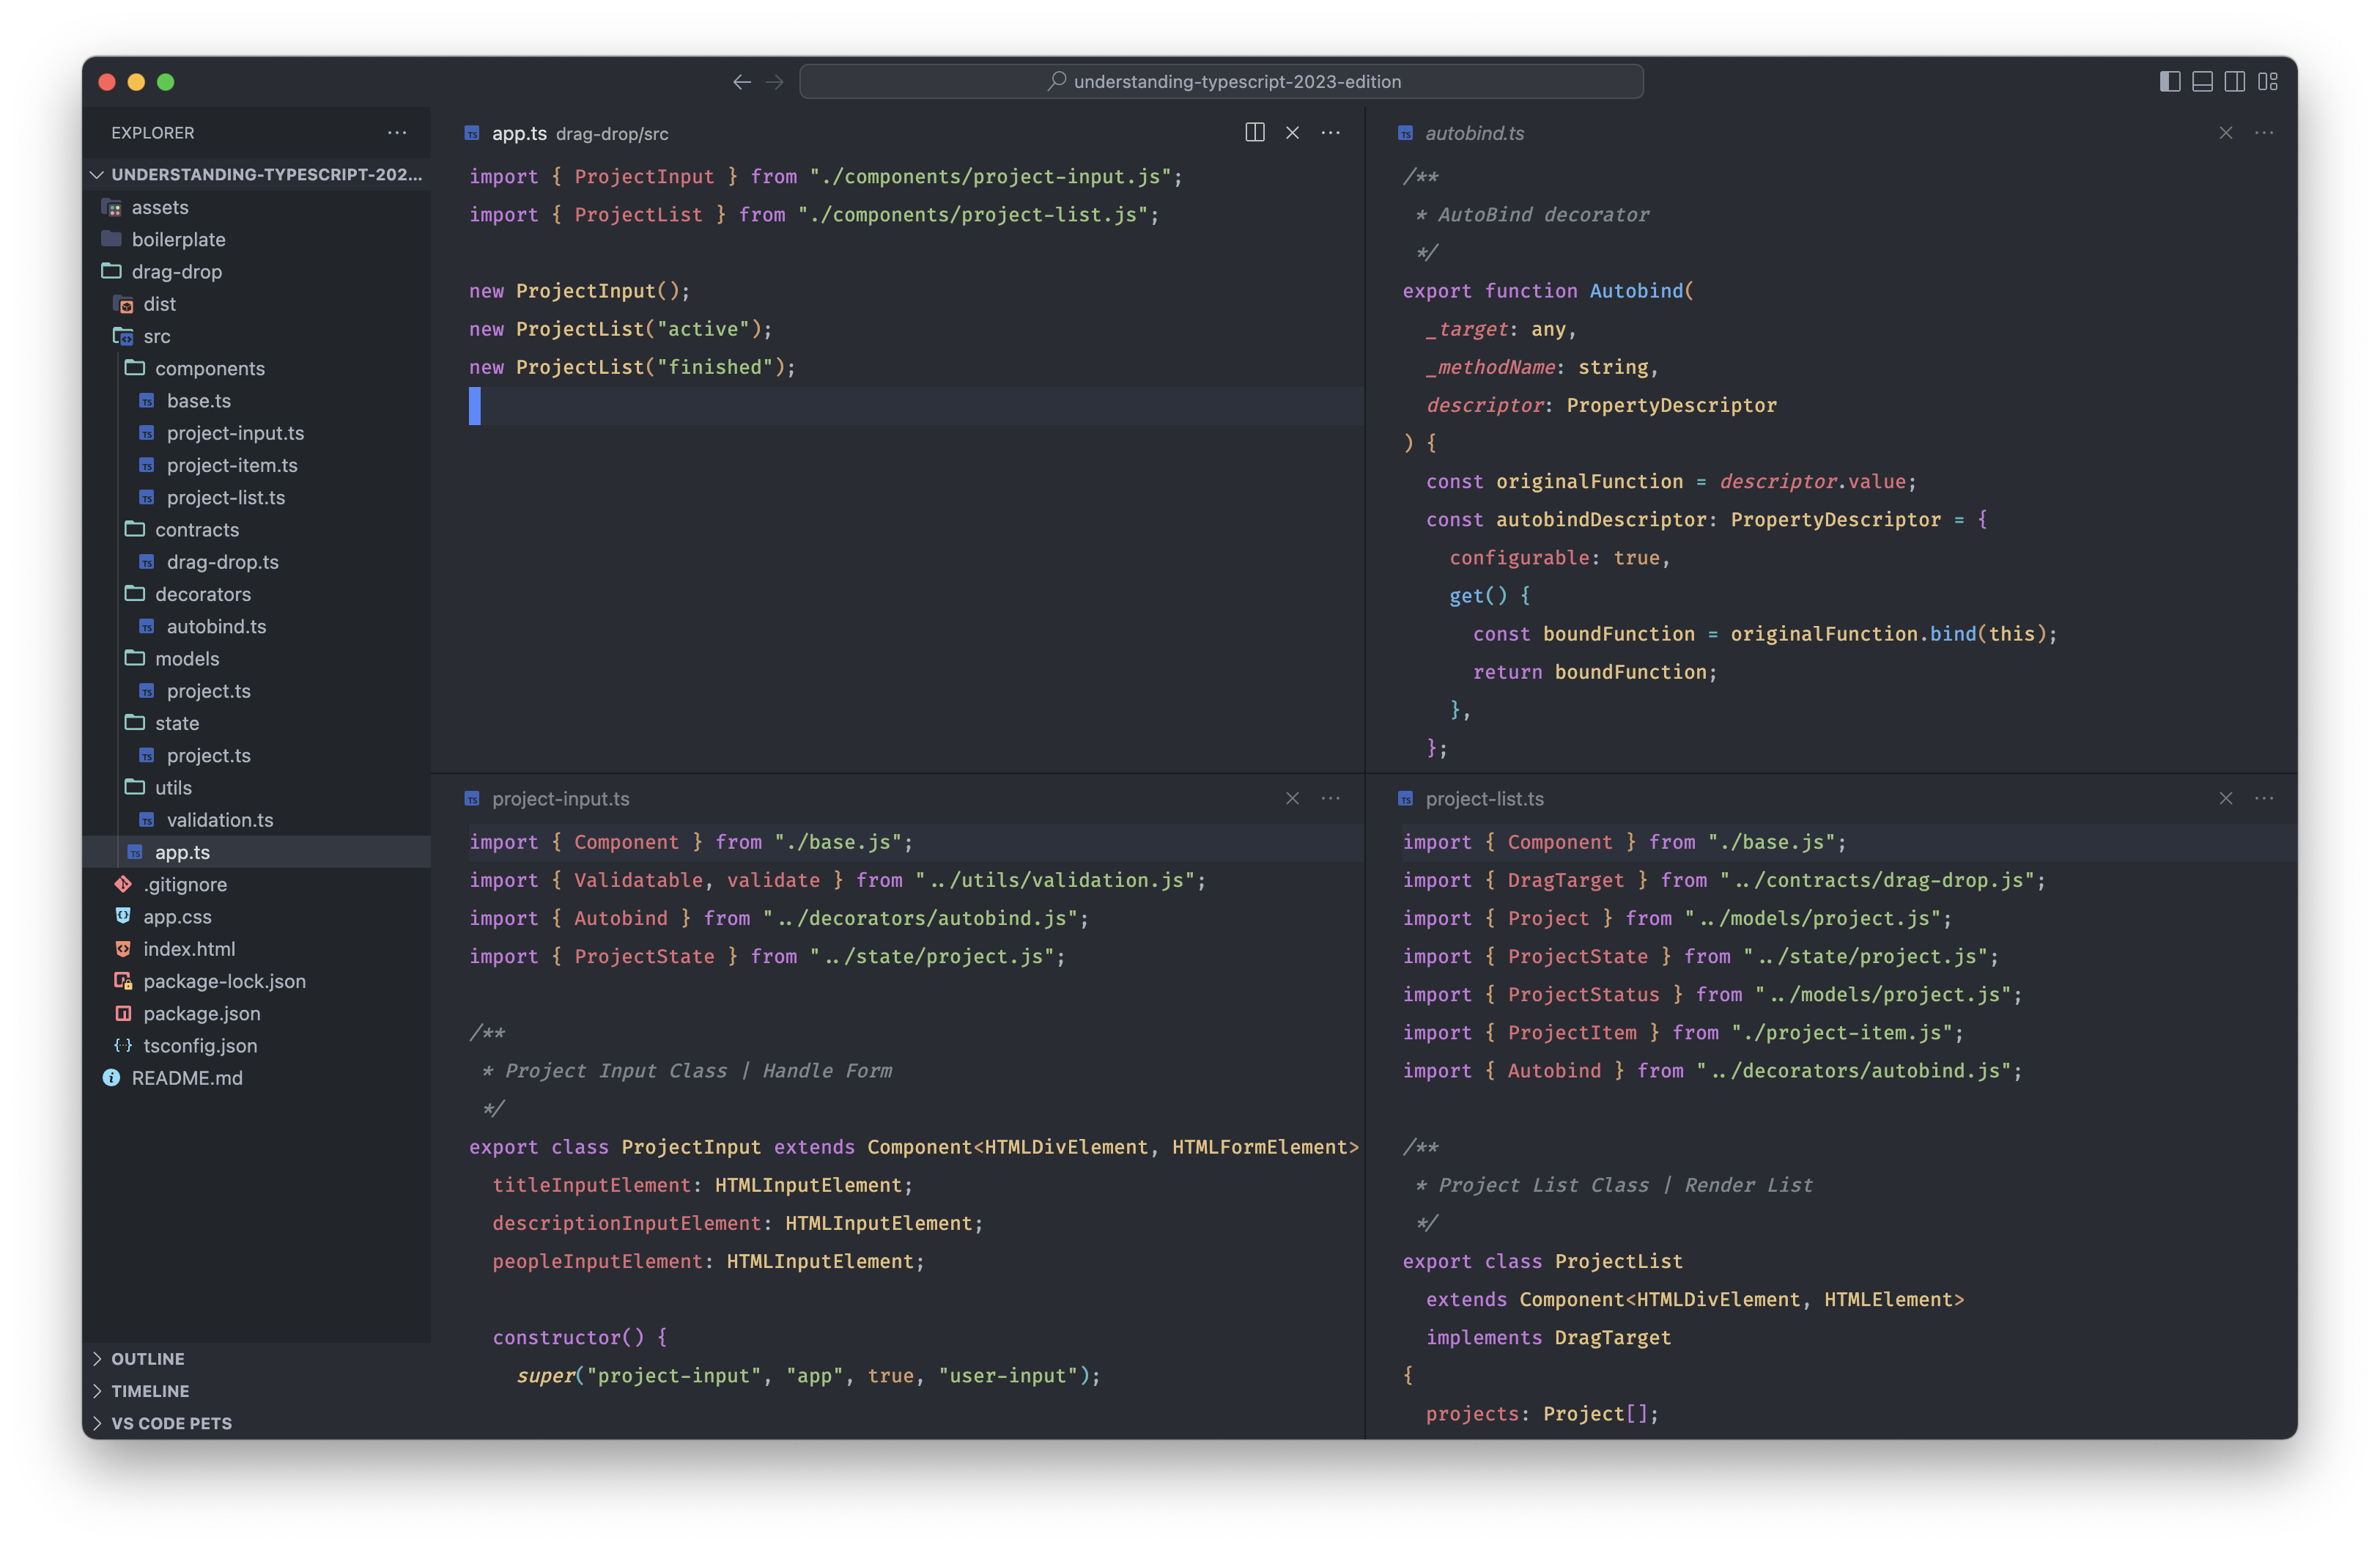 understanding-typescript-2023-edition
EXPLORER
UNDERSTANDING-TYPESCRIPT-202...
assets
boilerplate
drag-drop
dist
src
components
base.ts
project-input.ts
project-item.ts
project-list.ts
contracts
drag-drop.ts
decorators
autobind.ts
models
project.ts
state
project.ts
utils
validation.ts
app.ts
.gitignore
app.css
index.html
package-lock.json
package.json
tsconfig.json
README.md
OUTLINE
TIMELINE
VS CODE PETS
app.ts drag-drop/src
import { ProjectInput } from "./components/project-input.js";
import { ProjectList } from "./components/project-list.js";
new ProjectInput();
new ProjectList("active");
new ProjectList("finished");
autobind.ts
/**
 * AutoBind decorator
 */
export function Autobind(
  _target: any,
  _methodName: string,
  descriptor: PropertyDescriptor
) {
  const originalFunction = descriptor.value;
  const autobindDescriptor: PropertyDescriptor = {
    configurable: true,
    get() {
      const boundFunction = originalFunction.bind(this);
      return boundFunction;
    },
  };
project-input.ts
import { Component } from "./base.js";
import { Validatable, validate } from "../utils/validation.js";
import { Autobind } from "../decorators/autobind.js";
import { ProjectState } from "../state/project.js";
/**
 * Project Input Class | Handle Form
 */
export class ProjectInput extends Component<HTMLDivElement, HTMLFormElement>
  titleInputElement: HTMLInputElement;
  descriptionInputElement: HTMLInputElement;
  peopleInputElement: HTMLInputElement;
  constructor() {
    super("project-input", "app", true, "user-input");
project-list.ts
import { Component } from "./base.js";
import { DragTarget } from "../contracts/drag-drop.js";
import { Project } from "../models/project.js";
import { ProjectState } from "../state/project.js";
import { ProjectStatus } from "../models/project.js";
import { ProjectItem } from "./project-item.js";
import { Autobind } from "../decorators/autobind.js";
/**
 * Project List Class | Render List
 */
export class ProjectList
  extends Component<HTMLDivElement, HTMLElement>
  implements DragTarget
{
  projects: Project[];